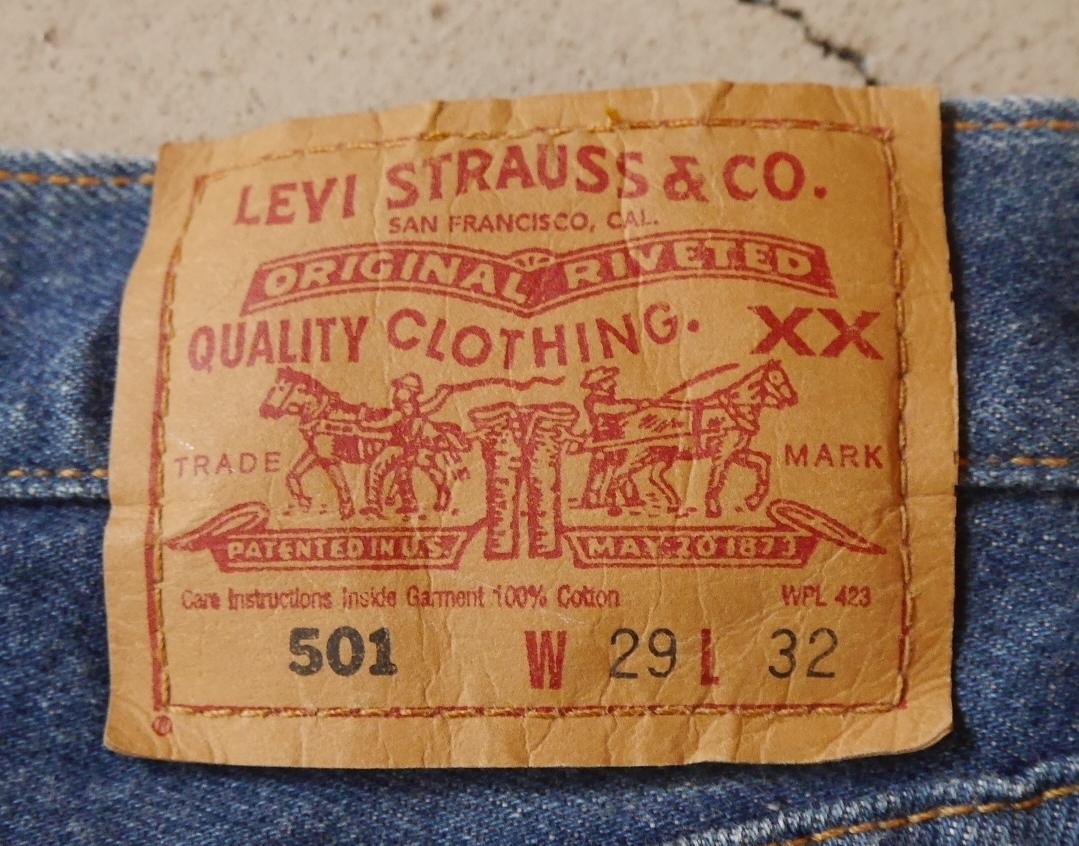 LEVI STRAUSS & CO.
SAN FRANCISCO, CAL.
ORIGINAL RIVETED
QUALITY CLOTHING. XX
TRADE MARK
PATENTED IN U.S. MAY 20 1873
Care Instructions Inside Garment 100% Cotton WPL 423
501 W 29 L 32
®